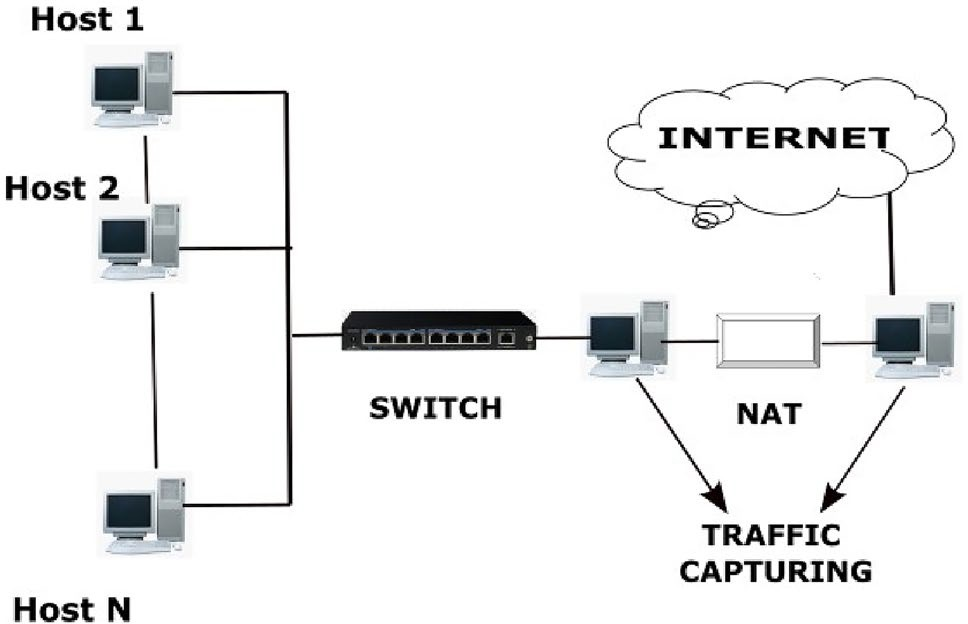 Host 1
INTERNET
Host 2
SWITCH
NAT
TRAFFIC
CAPTURING
Host N